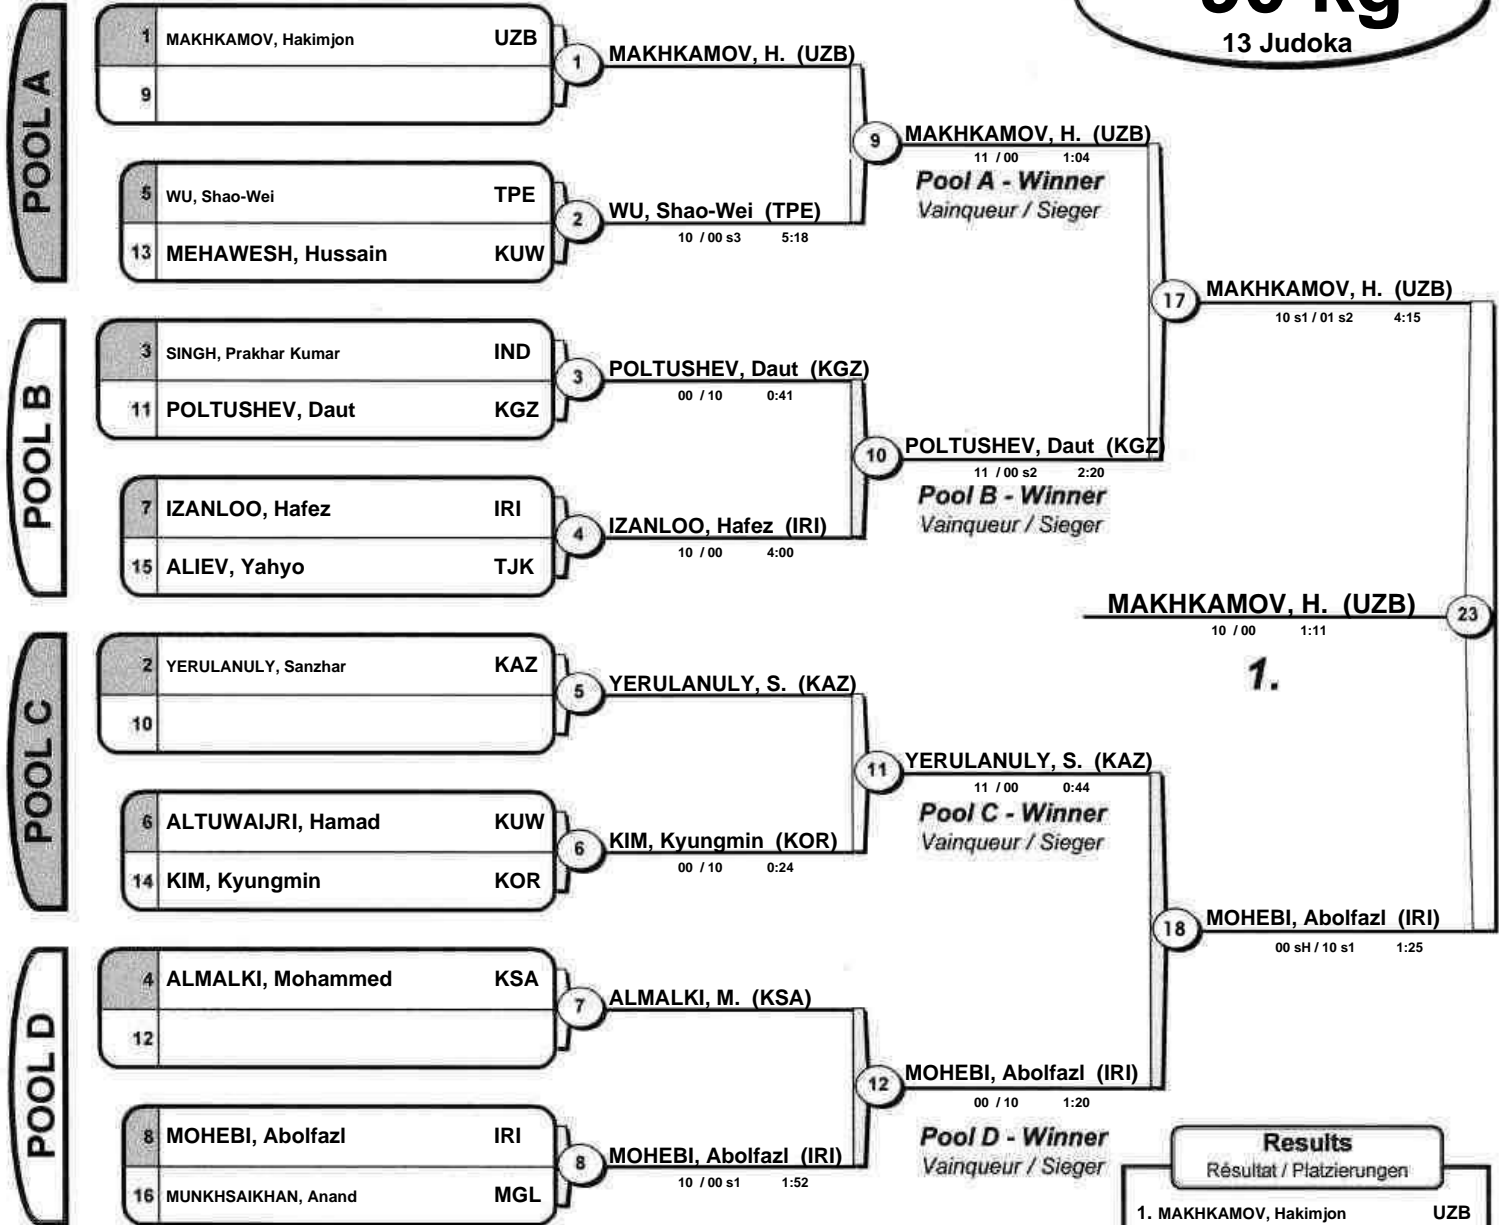 90 kg
13 Judoka
POOL A
1 MAKHKAMOV, Hakimjon UZB
9
1
MAKHKAMOV, H. (UZB)
5 WU, Shao-Wei TPE
13 MEHAWESH, Hussain KUW
2
WU, Shao-Wei (TPE)
10 / 00 s3 5:18
9
MAKHKAMOV, H. (UZB)
11 / 00 1:04
Pool A - Winner
Vainqueur / Sieger
POOL B
3 SINGH, Prakhar Kumar IND
11 POLTUSHEV, Daut KGZ
3
POLTUSHEV, Daut (KGZ)
00 / 10 0:41
7 IZANLOO, Hafez IRI
15 ALIEV, Yahyo TJK
4
IZANLOO, Hafez (IRI)
10 / 00 4:00
10
POLTUSHEV, Daut (KGZ)
11 / 00 s2 2:20
Pool B - Winner
Vainqueur / Sieger
17
MAKHKAMOV, H. (UZB)
10 s1 / 01 s2 4:15
MAKHKAMOV, H. (UZB)
10 / 00 1:11
23
1.
POOL C
2 YERULANULY, Sanzhar KAZ
10
5
YERULANULY, S. (KAZ)
6 ALTUWAIJRI, Hamad KUW
14 KIM, Kyungmin KOR
6
KIM, Kyungmin (KOR)
00 / 10 0:24
11
YERULANULY, S. (KAZ)
11 / 00 0:44
Pool C - Winner
Vainqueur / Sieger
POOL D
4 ALMALKI, Mohammed KSA
12
7
ALMALKI, M. (KSA)
8 MOHEBI, Abolfazl IRI
16 MUNKHSAIKHAN, Anand MGL
8
MOHEBI, Abolfazl (IRI)
10 / 00 s1 1:52
12
MOHEBI, Abolfazl (IRI)
00 / 10 1:20
Pool D - Winner
Vainqueur / Sieger
18
MOHEBI, Abolfazl (IRI)
00 sH / 10 s1 1:25
Results
Résultat / Platzierungen
1. MAKHKAMOV, Hakimjon UZB